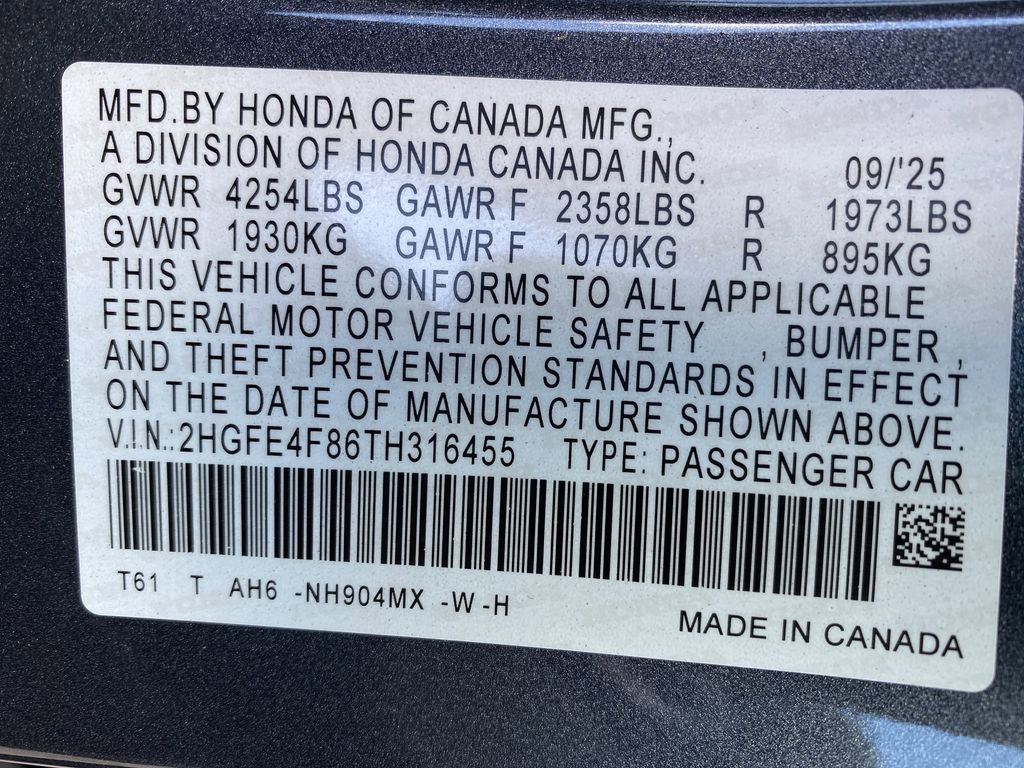 MFD.BY HONDA OF CANADA MFG.,
A DIVISION OF HONDA CANADA INC. 09/'25
GVWR 4254LBS GAWR F 2358LBS R 1973LBS
GVWR 1930KG GAWR F 1070KG R 895KG
THIS VEHICLE CONFORMS TO ALL APPLICABLE
FEDERAL MOTOR VEHICLE SAFETY , BUMPER ,
AND THEFT PREVENTION STANDARDS IN EFFECT
ON THE DATE OF MANUFACTURE SHOWN ABOVE.
V.I.N.:2HGFE4F86TH316455 TYPE: PASSENGER CAR
T61 T AH6 -NH904MX -W -H
MADE IN CANADA